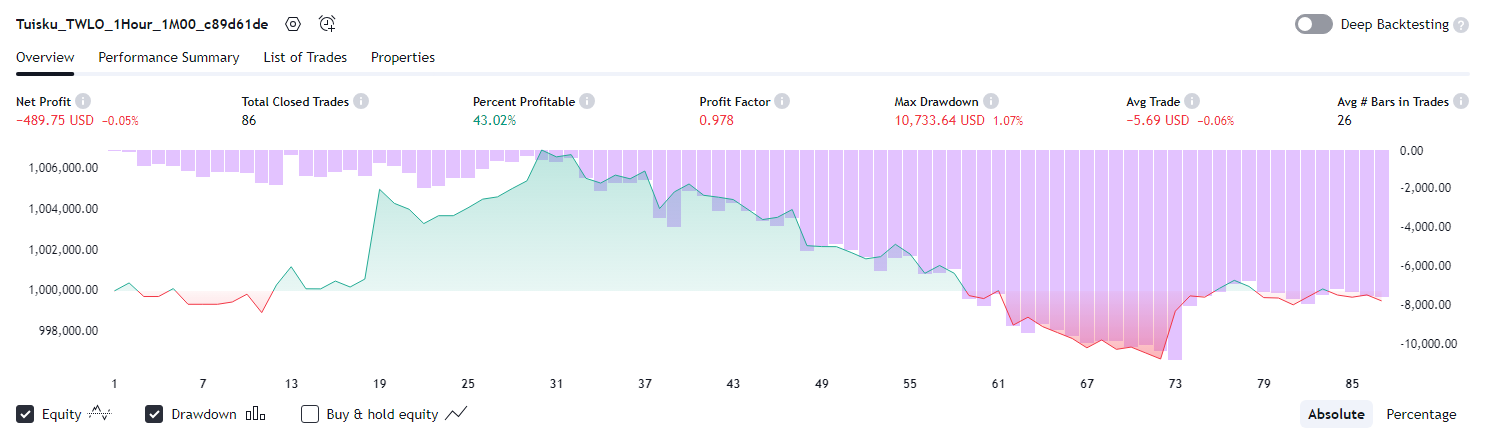 Tuisku_TWLO_1Hour_1M00_c89d61de Deep Backtesting ?
Overview Performance Summary List of Trades Properties
Net Profit Total Closed Trades Percent Profitable Profit Factor Max Drawdown Avg Trade Avg # Bars in Trades
−489.75 USD −0.05% 86 43.02% 0.978 10,733.64 USD 1.07% −5.69 USD −0.06% 26
1,006,000.00
1,004,000.00
1,002,000.00
1,000,000.00
998,000.00
0.00
-2,000.00
-4,000.00
-6,000.00
-8,000.00
-10,000.00
1 7 13 19 25 31 37 43 49 55 61 67 73 79 85
Equity Drawdown Buy & hold equity Absolute Percentage